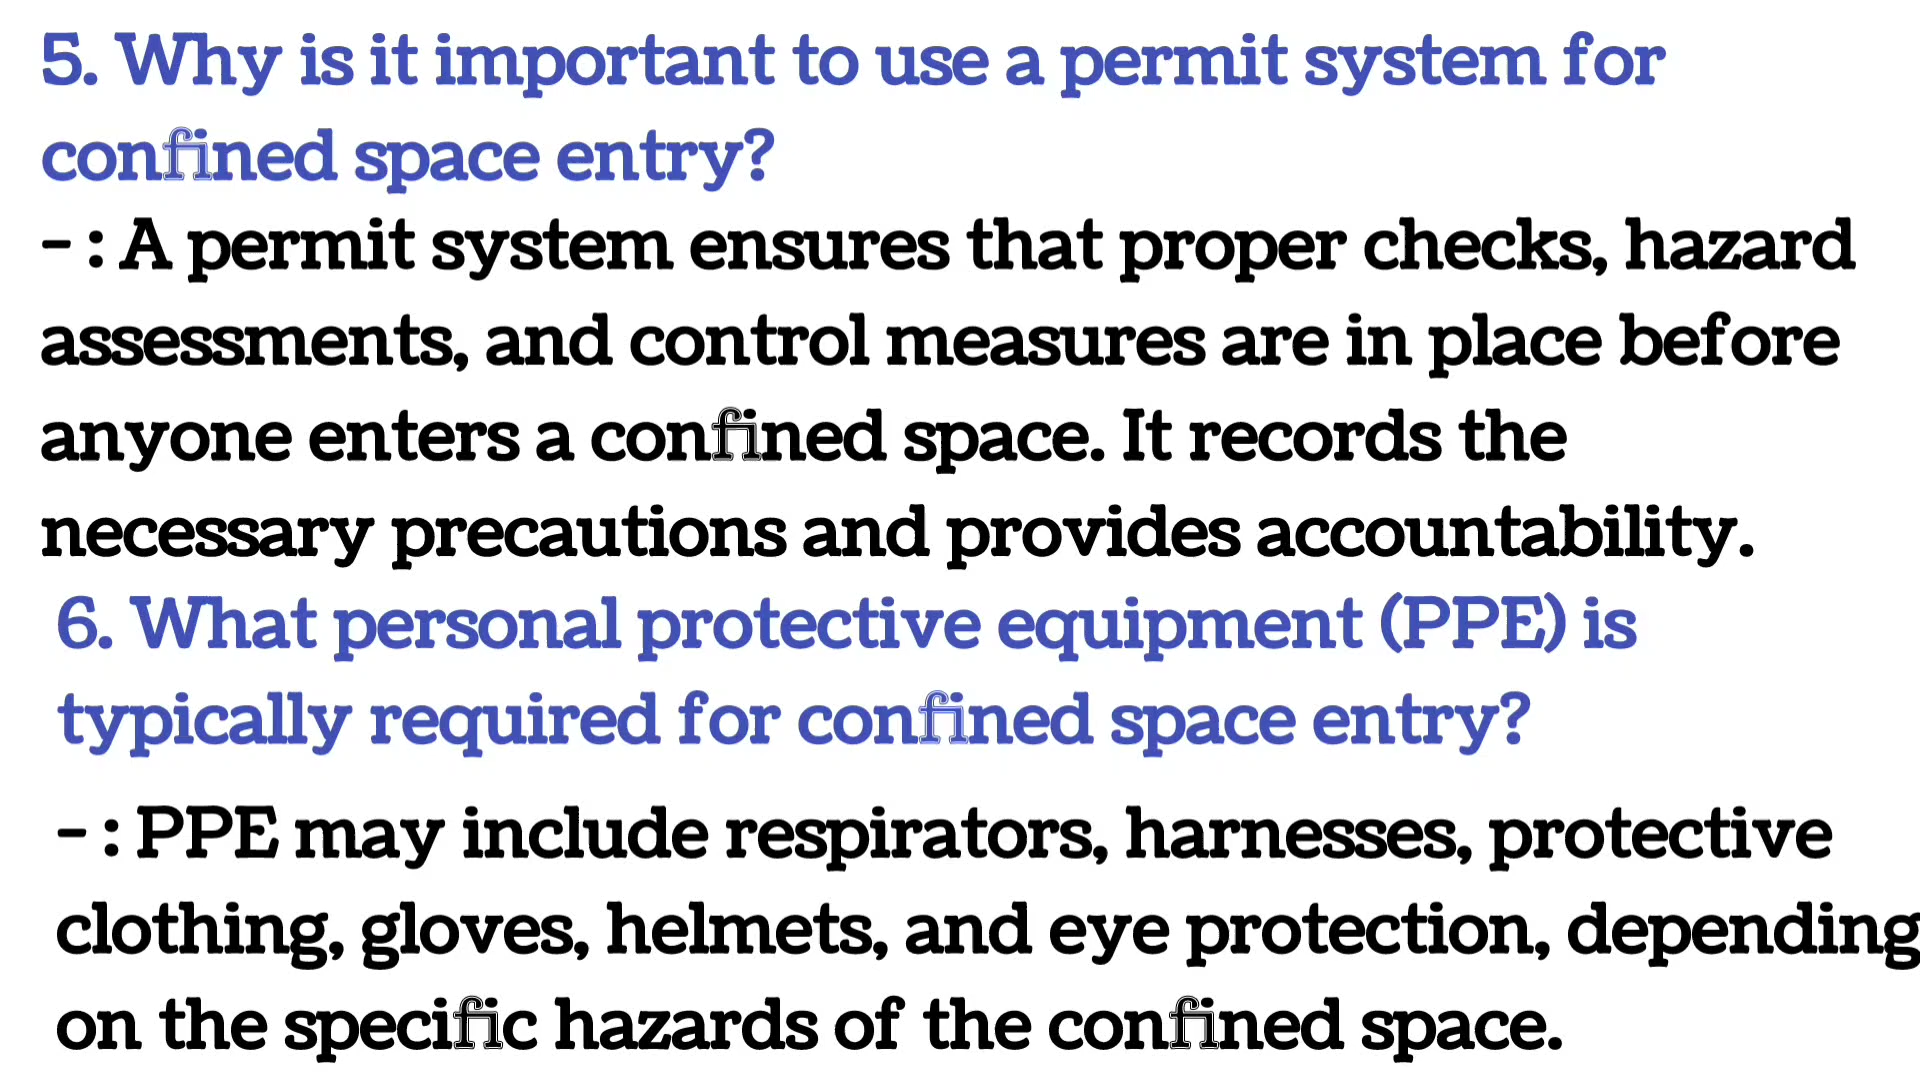 5. Why is it important to use a permit system for
confined space entry?
- : A permit system ensures that proper checks, hazard
assessments, and control measures are in place before
anyone enters a confined space. It records the
necessary precautions and provides accountability.
6. What personal protective equipment (PPE) is
typically required for confined space entry?
- : PPE may include respirators, harnesses, protective
clothing, gloves, helmets, and eye protection, depending
on the specific hazards of the confined space.